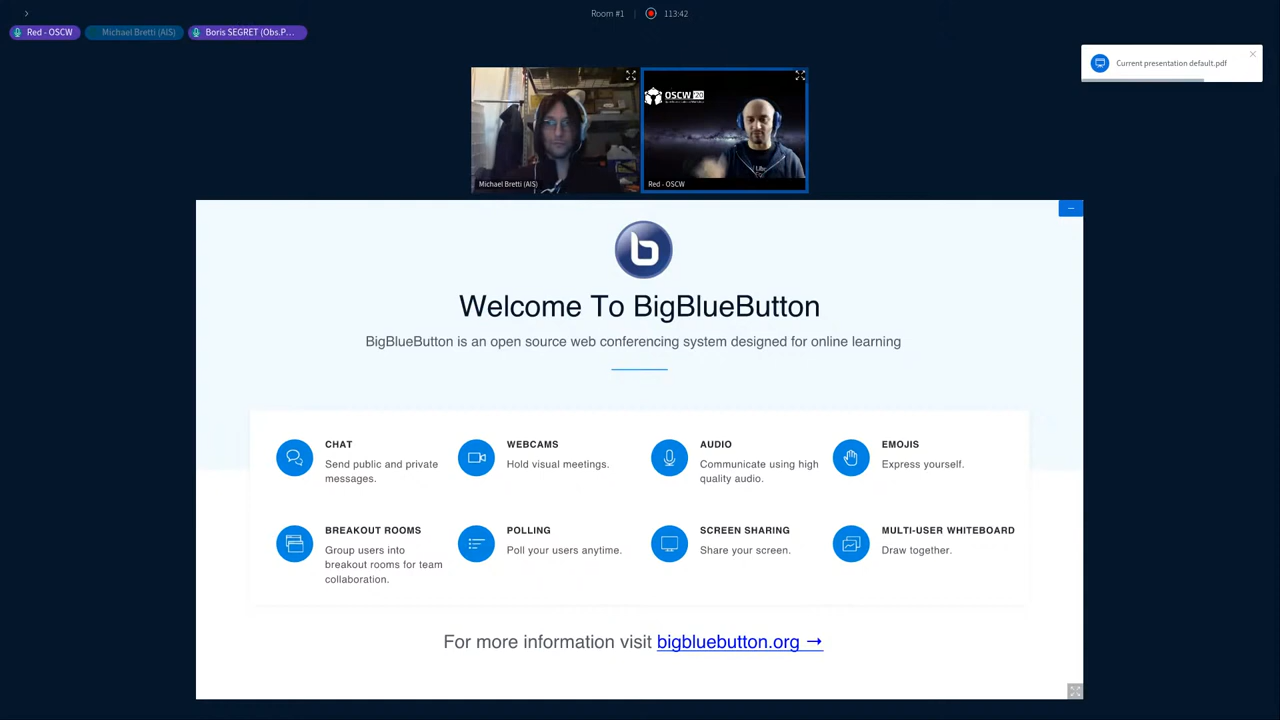 Room #1
113:42
Red - OSCW
Michael Bretti (AIS)
Boris SEGRET (Obs.P…
Current presentation default.pdf
OSCW '20
Michael Bretti (AIS)
Red - OSCW
Welcome To BigBlueButton
BigBlueButton is an open source web conferencing system designed for online learning
CHAT
Send public and private
messages.
WEBCAMS
Hold visual meetings.
AUDIO
Communicate using high
quality audio.
EMOJIS
Express yourself.
BREAKOUT ROOMS
Group users into
breakout rooms for team
collaboration.
POLLING
Poll your users anytime.
SCREEN SHARING
Share your screen.
MULTI-USER WHITEBOARD
Draw together.
For more information visit bigbluebutton.org →